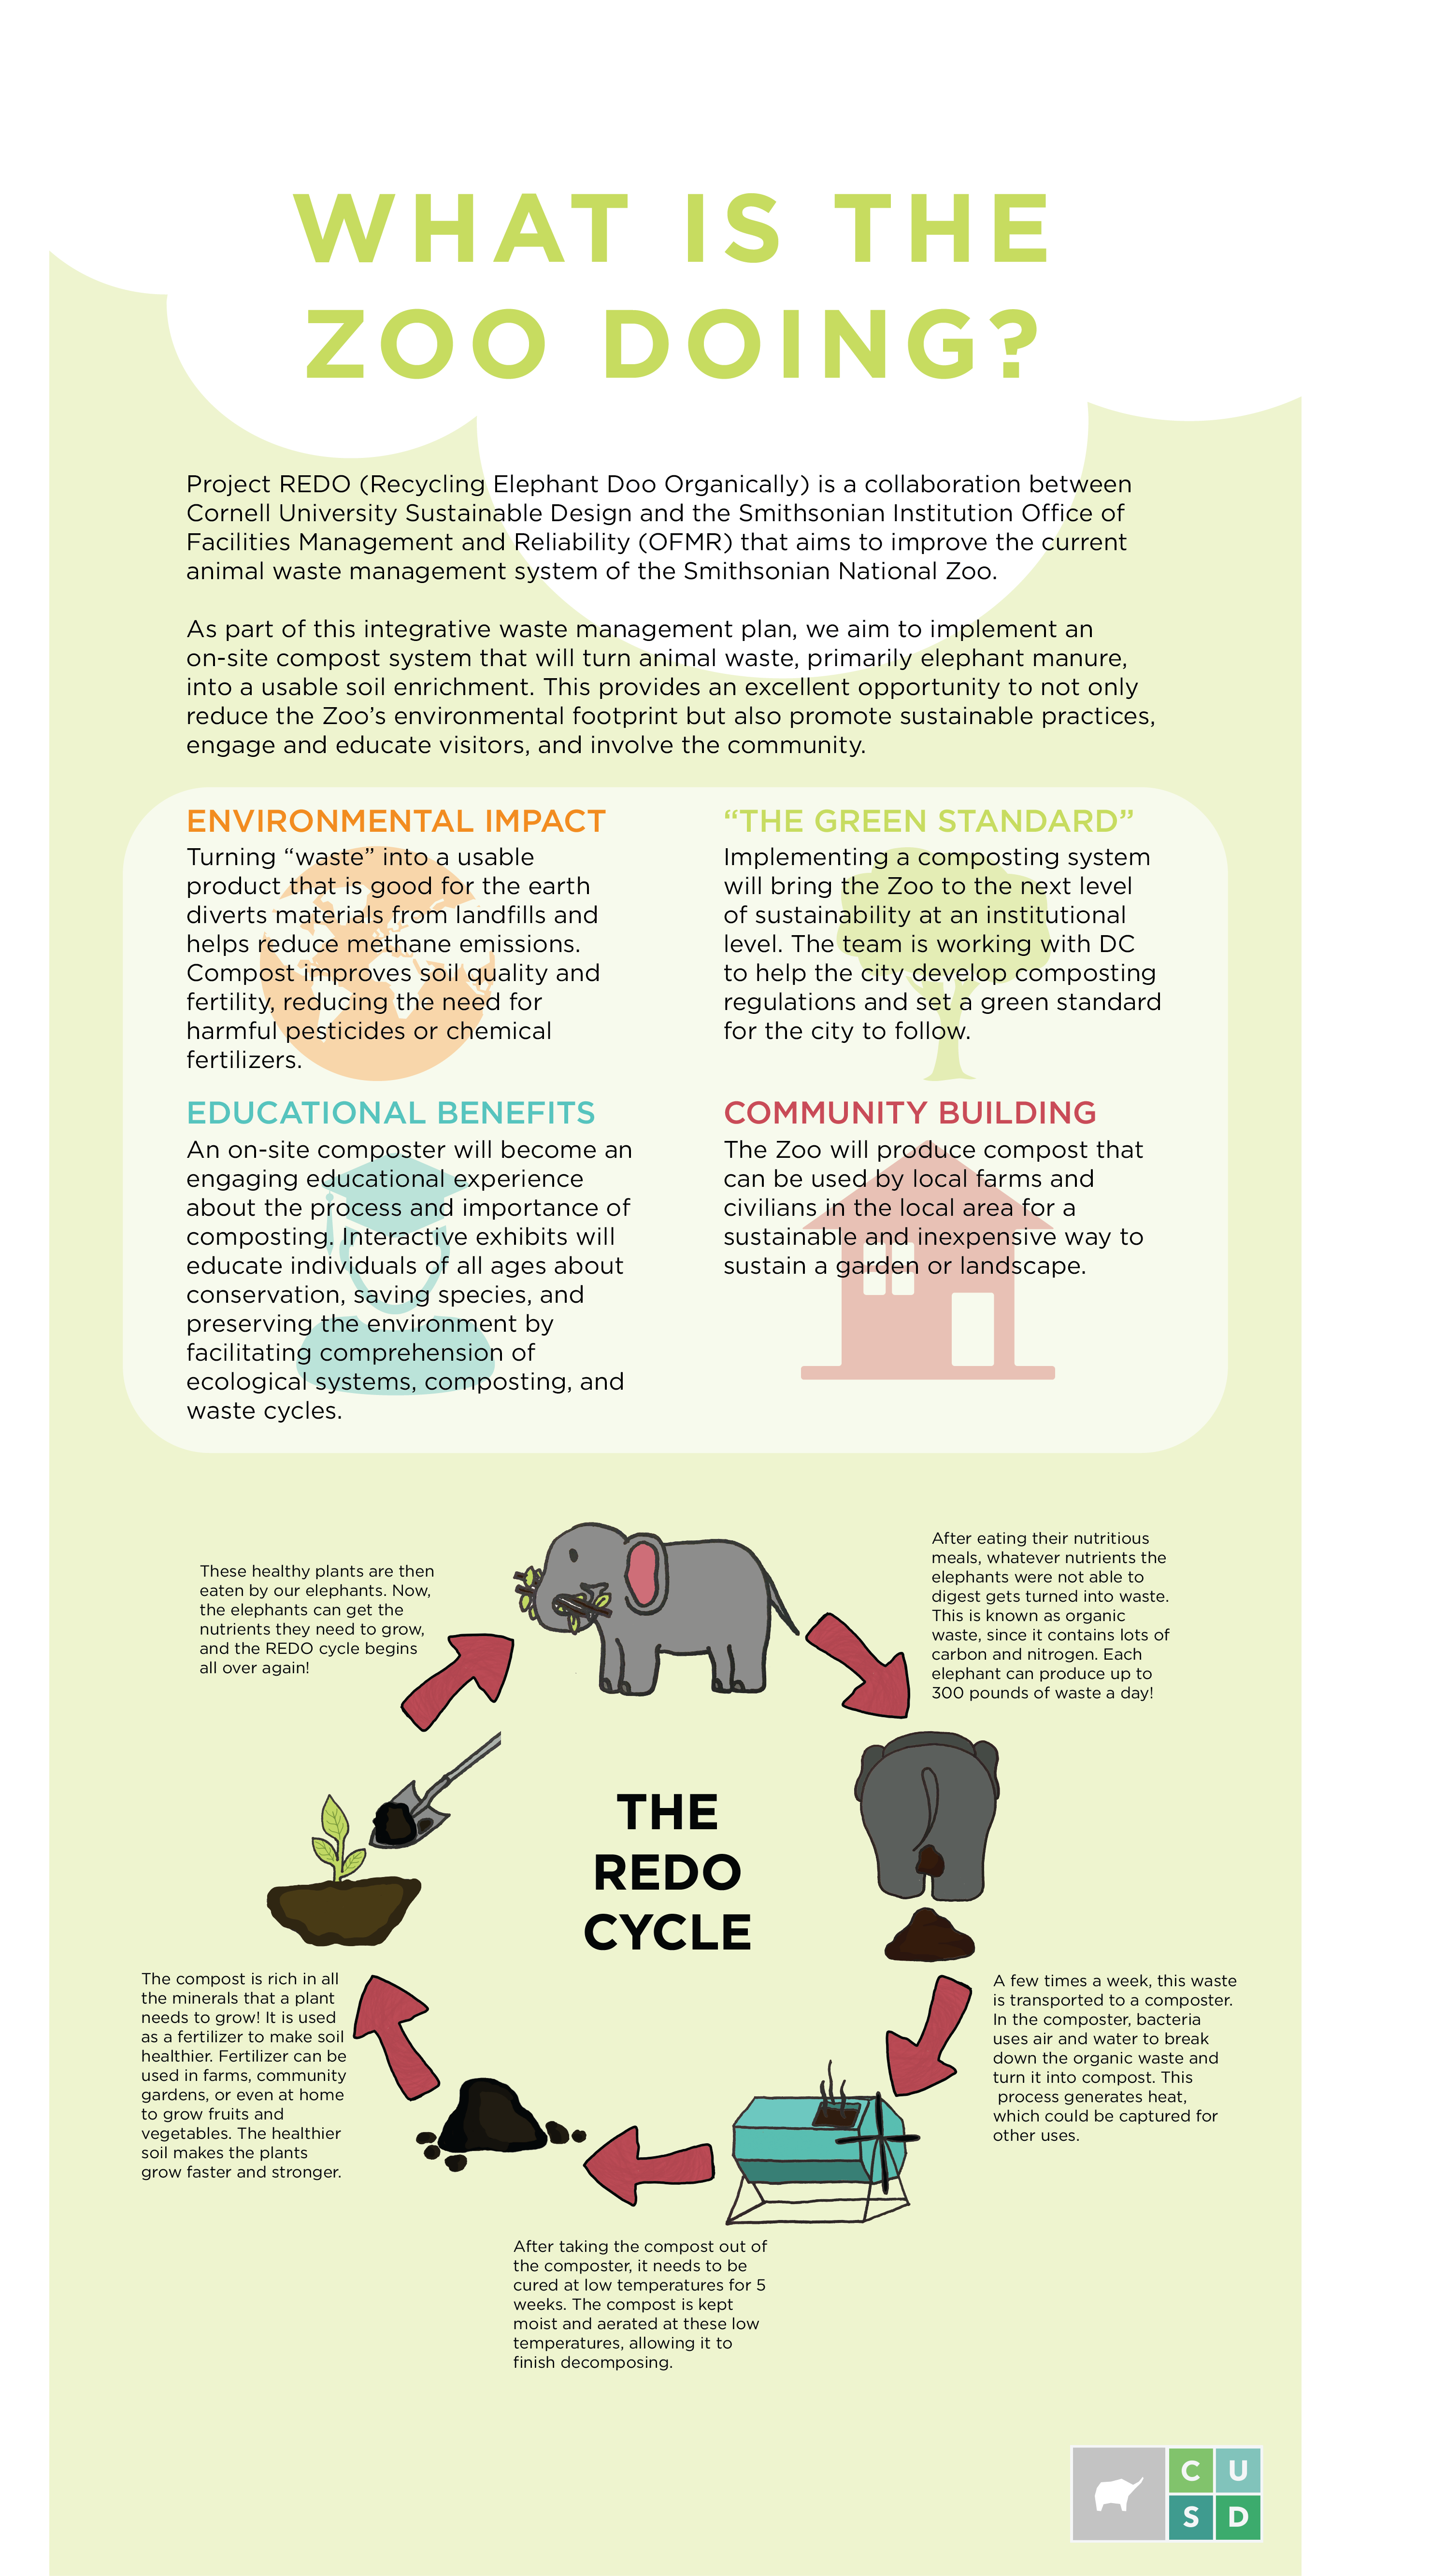 WHAT IS THE
ZOO DOING?
Project REDO (Recycling Elephant Doo Organically) is a collaboration between
Cornell University Sustainable Design and the Smithsonian Institution Office of
Facilities Management and Reliability (OFMR) that aims to improve the current
animal waste management system of the Smithsonian National Zoo.
As part of this integrative waste management plan, we aim to implement an
on-site compost system that will turn animal waste, primarily elephant manure,
into a usable soil enrichment. This provides an excellent opportunity to not only
reduce the Zoo’s environmental footprint but also promote sustainable practices,
engage and educate visitors, and involve the community.
ENVIRONMENTAL IMPACT
Turning “waste” into a usable
product that is good for the earth
diverts materials from landfills and
helps reduce methane emissions.
Compost improves soil quality and
fertility, reducing the need for
harmful pesticides or chemical
fertilizers.
“THE GREEN STANDARD”
Implementing a composting system
will bring the Zoo to the next level
of sustainability at an institutional
level. The team is working with DC
to help the city develop composting
regulations and set a green standard
for the city to follow.
EDUCATIONAL BENEFITS
An on-site composter will become an
engaging educational experience
about the process and importance of
composting. Interactive exhibits will
educate individuals of all ages about
conservation, saving species, and
preserving the environment by
facilitating comprehension of
ecological systems, composting, and
waste cycles.
COMMUNITY BUILDING
The Zoo will produce compost that
can be used by local farms and
civilians in the local area for a
sustainable and inexpensive way to
sustain a garden or landscape.
These healthy plants are then
eaten by our elephants. Now,
the elephants can get the
nutrients they need to grow,
and the REDO cycle begins
all over again!
After eating their nutritious
meals, whatever nutrients the
elephants were not able to
digest gets turned into waste.
This is known as organic
waste, since it contains lots of
carbon and nitrogen. Each
elephant can produce up to
300 pounds of waste a day!
THE
REDO
CYCLE
The compost is rich in all
the minerals that a plant
needs to grow! It is used
as a fertilizer to make soil
healthier. Fertilizer can be
used in farms, community
gardens, or even at home
to grow fruits and
vegetables. The healthier
soil makes the plants
grow faster and stronger.
A few times a week, this waste
is transported to a composter.
In the composter, bacteria
uses air and water to break
down the organic waste and
turn it into compost. This
process generates heat,
which could be captured for
other uses.
After taking the compost out of
the composter, it needs to be
cured at low temperatures for 5
weeks. The compost is kept
moist and aerated at these low
temperatures, allowing it to
finish decomposing.
C U
S D